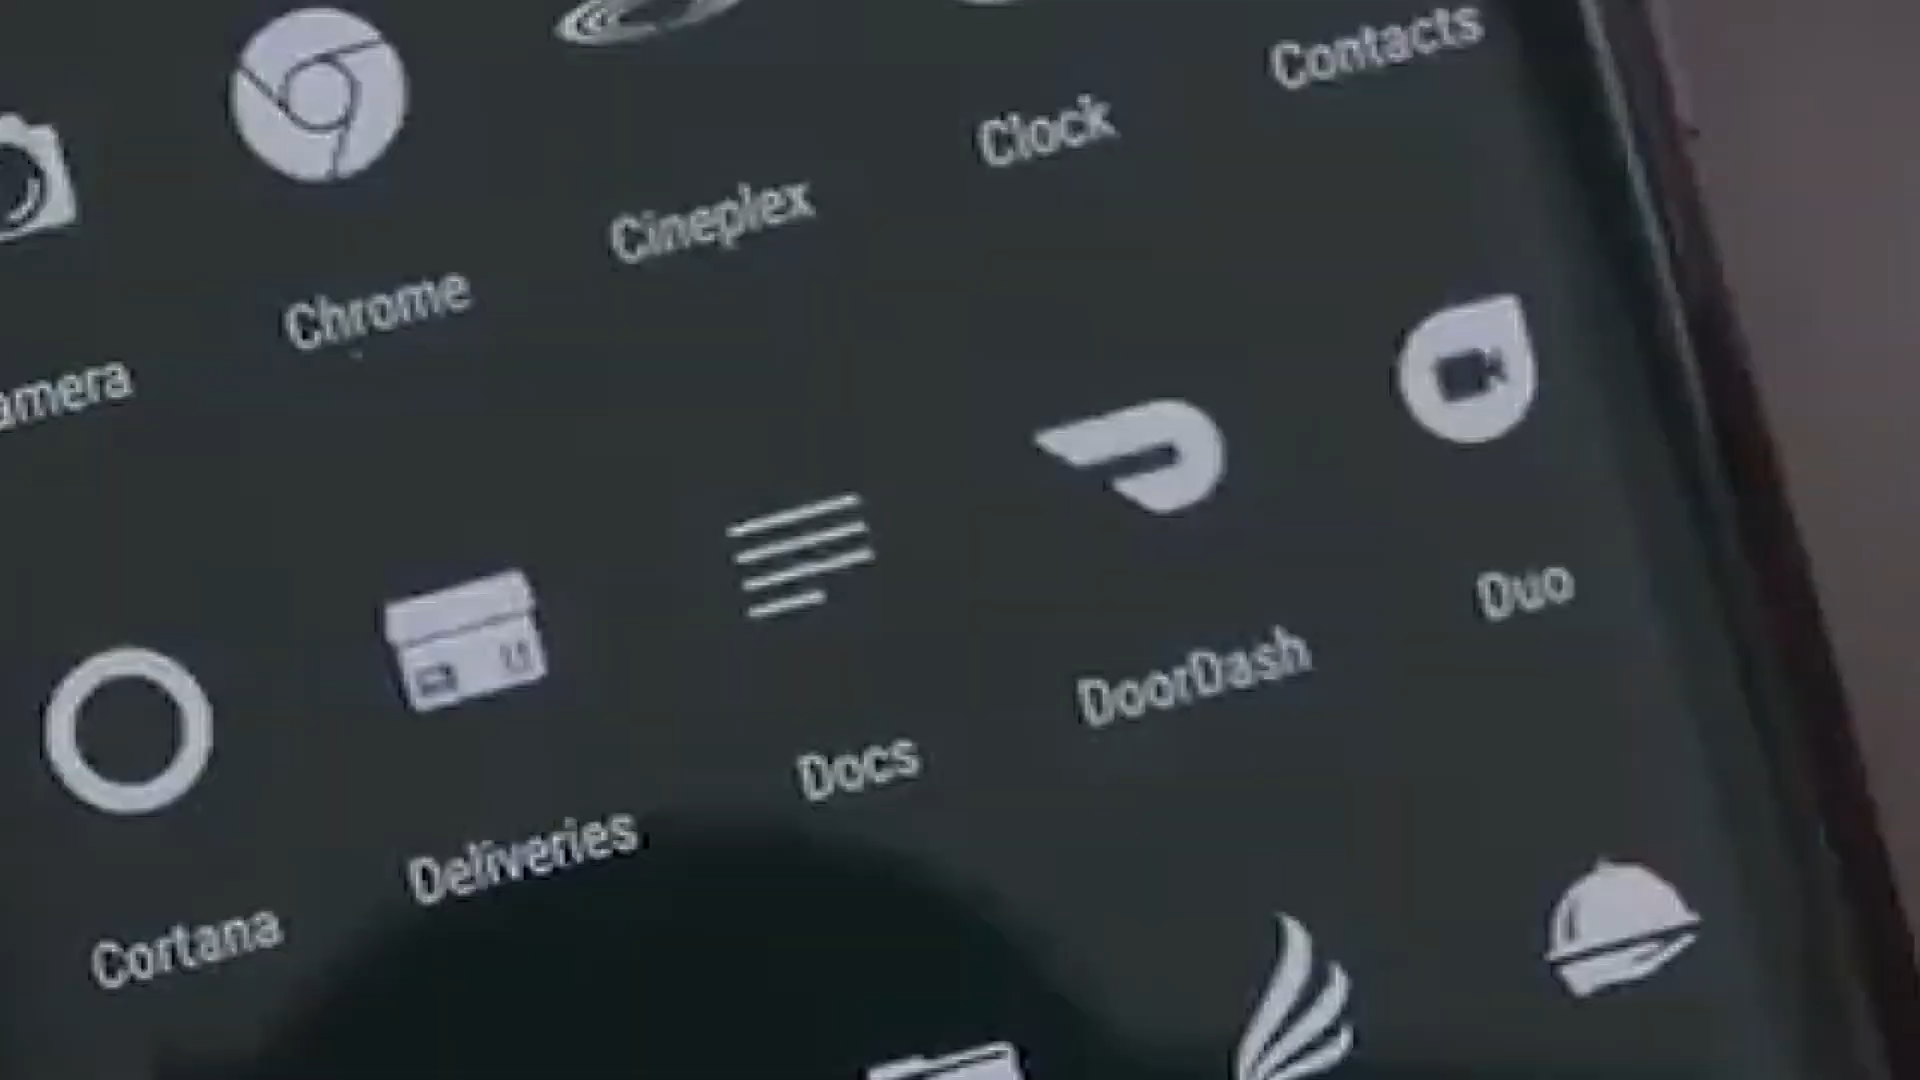 amera
Chrome
Cineplex
Clock
Contacts
Cortana
Deliveries
Docs
DoorDash
Duo